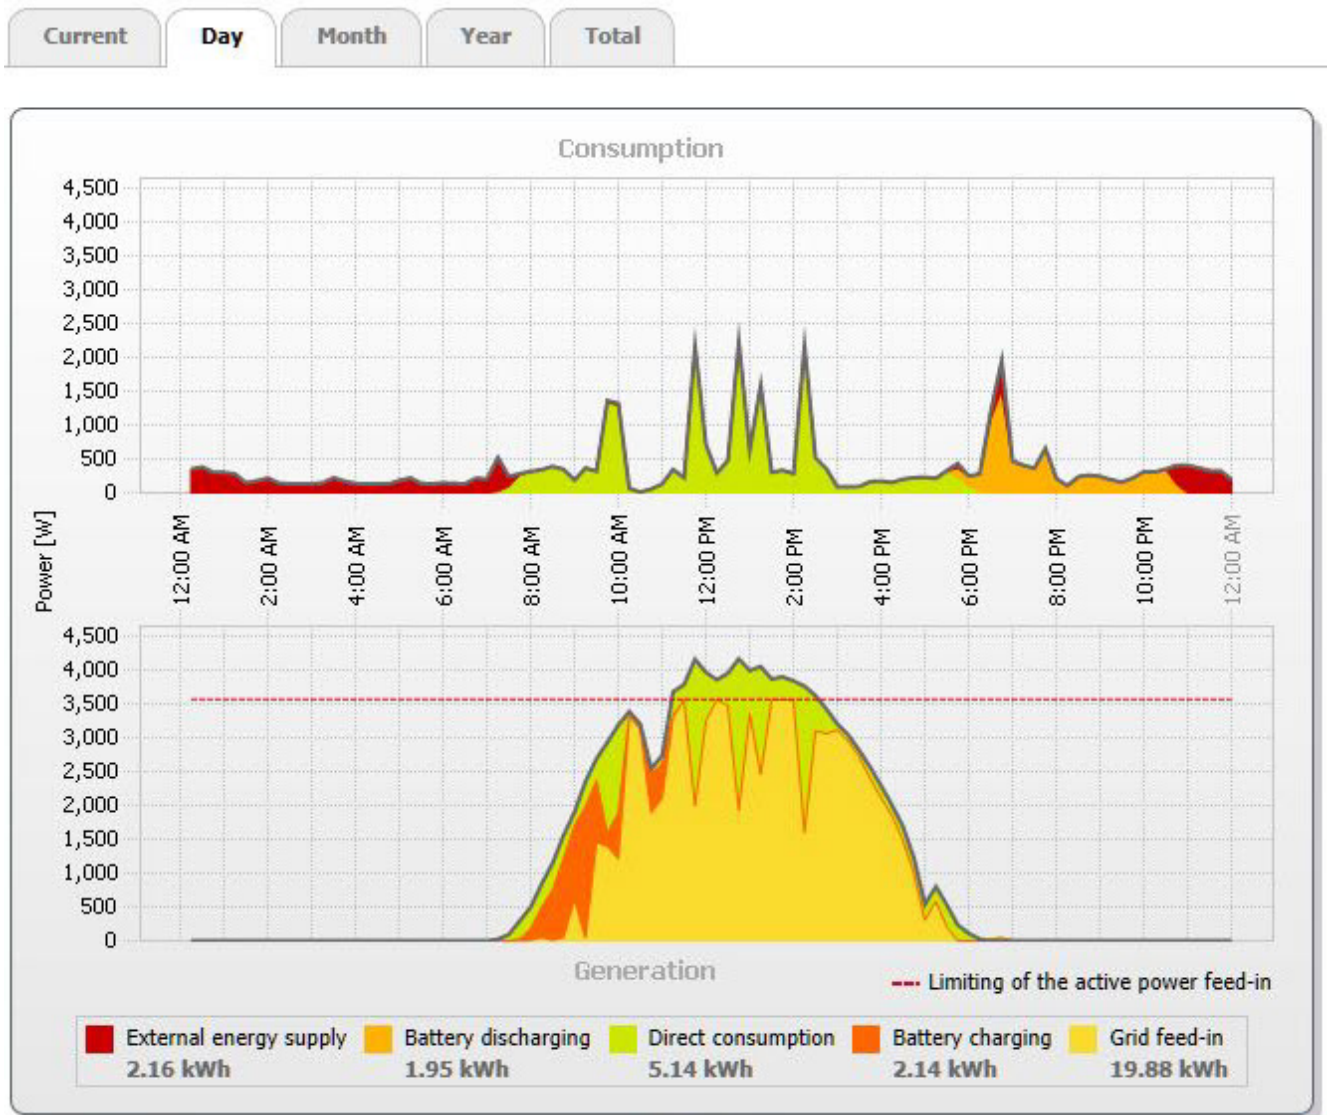 Current Day Month Year Total
Consumption
4,500
4,000
3,500
3,000
2,500
2,000
1,500
1,000
500
0
Power [W]
12:00 AM 2:00 AM 4:00 AM 6:00 AM 8:00 AM 10:00 AM 12:00 PM 2:00 PM 4:00 PM 6:00 PM 8:00 PM 10:00 PM 12:00 AM
4,500
4,000
3,500
3,000
2,500
2,000
1,500
1,000
500
0
Generation
Limiting of the active power feed-in
External energy supply Battery discharging Direct consumption Battery charging Grid feed-in
2.16 kWh 1.95 kWh 5.14 kWh 2.14 kWh 19.88 kWh